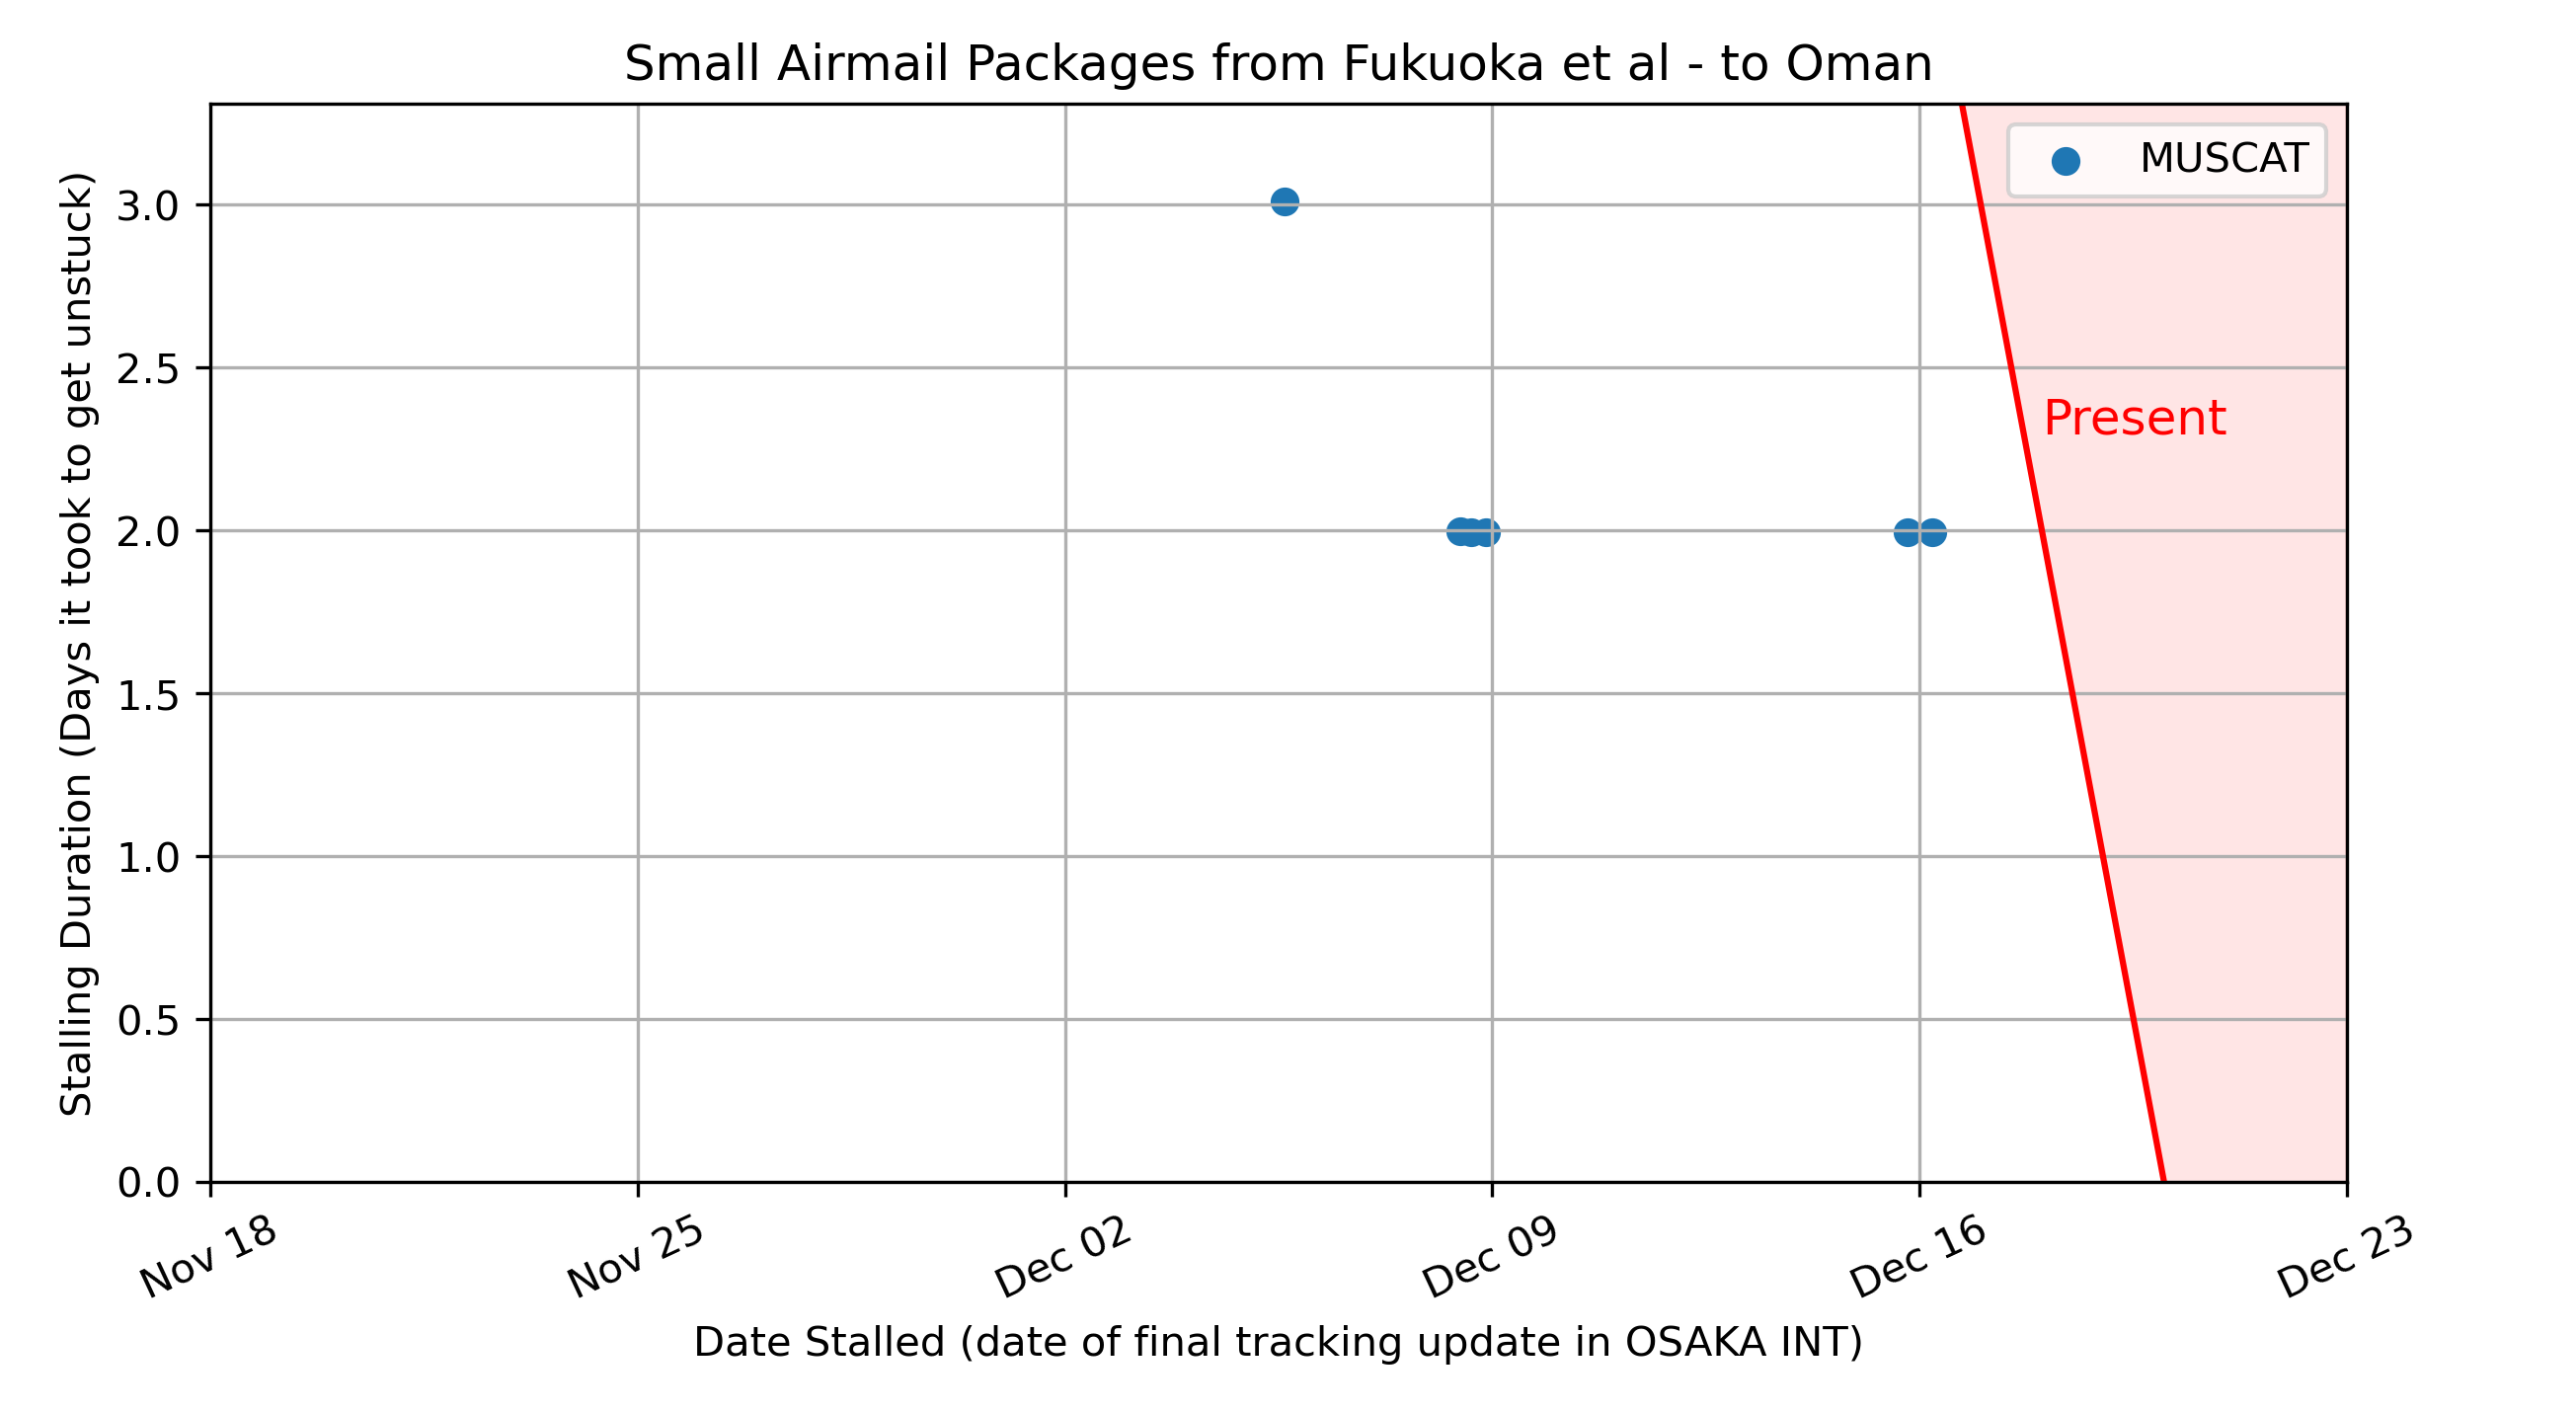 Small Airmail Packages from Fukuoka et al - to Oman
MUSCAT
Present
Stalling Duration (Days it took to get unstuck)
3.0
2.5
2.0
1.5
1.0
0.5
0.0
Nov 18
Nov 25
Dec 02
Dec 09
Dec 16
Dec 23
Date Stalled (date of final tracking update in OSAKA INT)